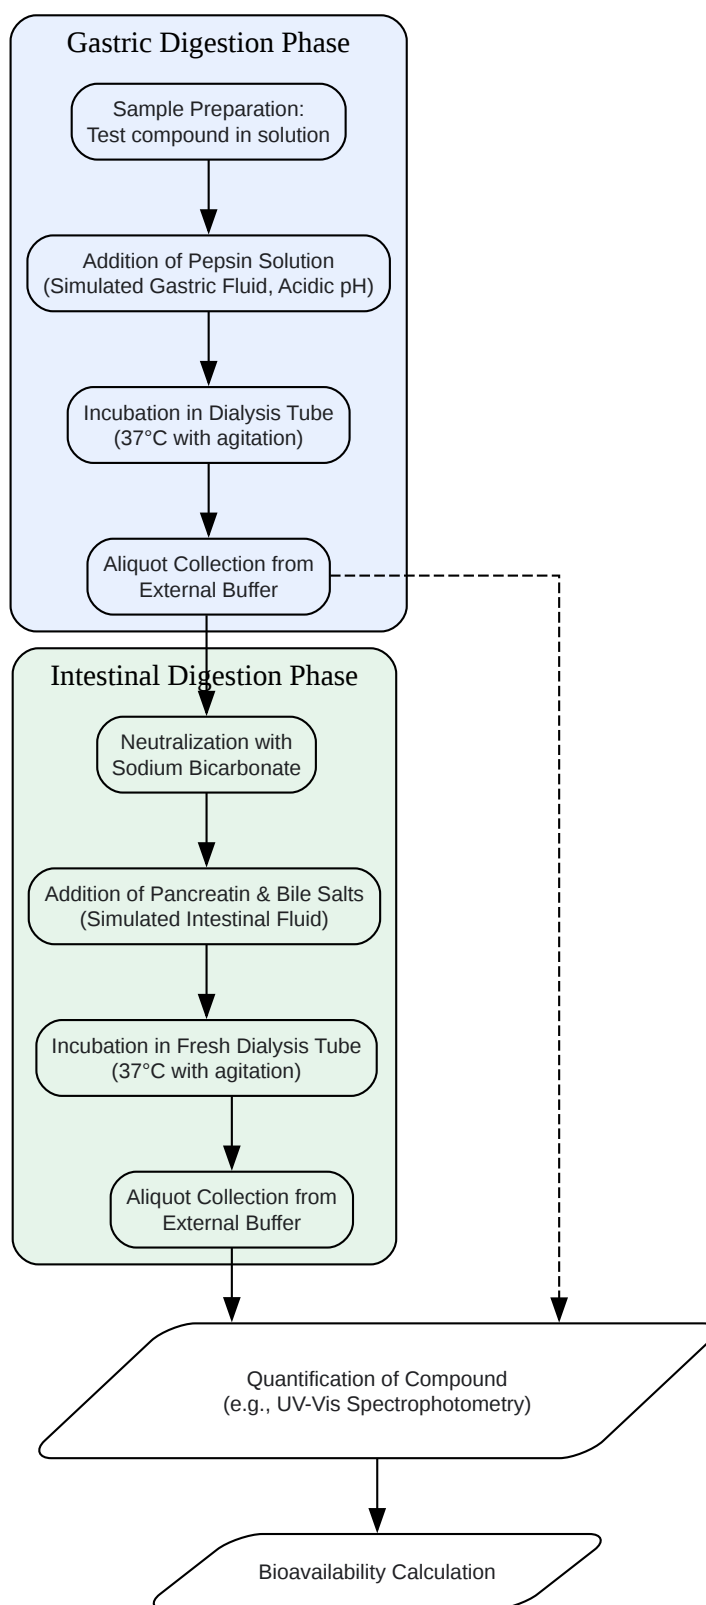 Gastric Digestion Phase
Sample Preparation:
Test compound in solution
Addition of Pepsin Solution
(Simulated Gastric Fluid, Acidic pH)
Incubation in Dialysis Tube
(37°C with agitation)
Aliquot Collection from
External Buffer
Intestinal Digestion Phase
Neutralization with
Sodium Bicarbonate
Addition of Pancreatin & Bile Salts
(Simulated Intestinal Fluid)
Incubation in Fresh Dialysis Tube
(37°C with agitation)
Aliquot Collection from
External Buffer
Quantification of Compound
(e.g., UV-Vis Spectrophotometry)
Bioavailability Calculation